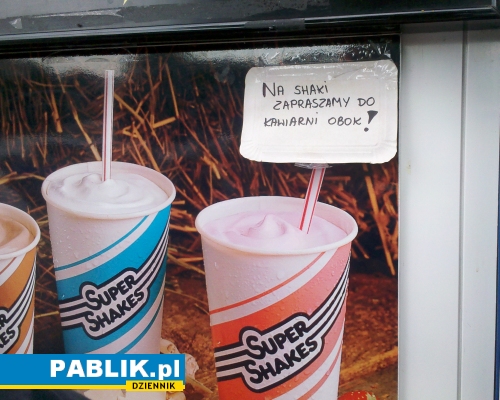 NA SHAKI
ZAPRASZAMY DO
KAWIARNI OBOK!
SUPER
SHAKES
SUPER
SHAKES
PABLIK.pl
DZIENNIK